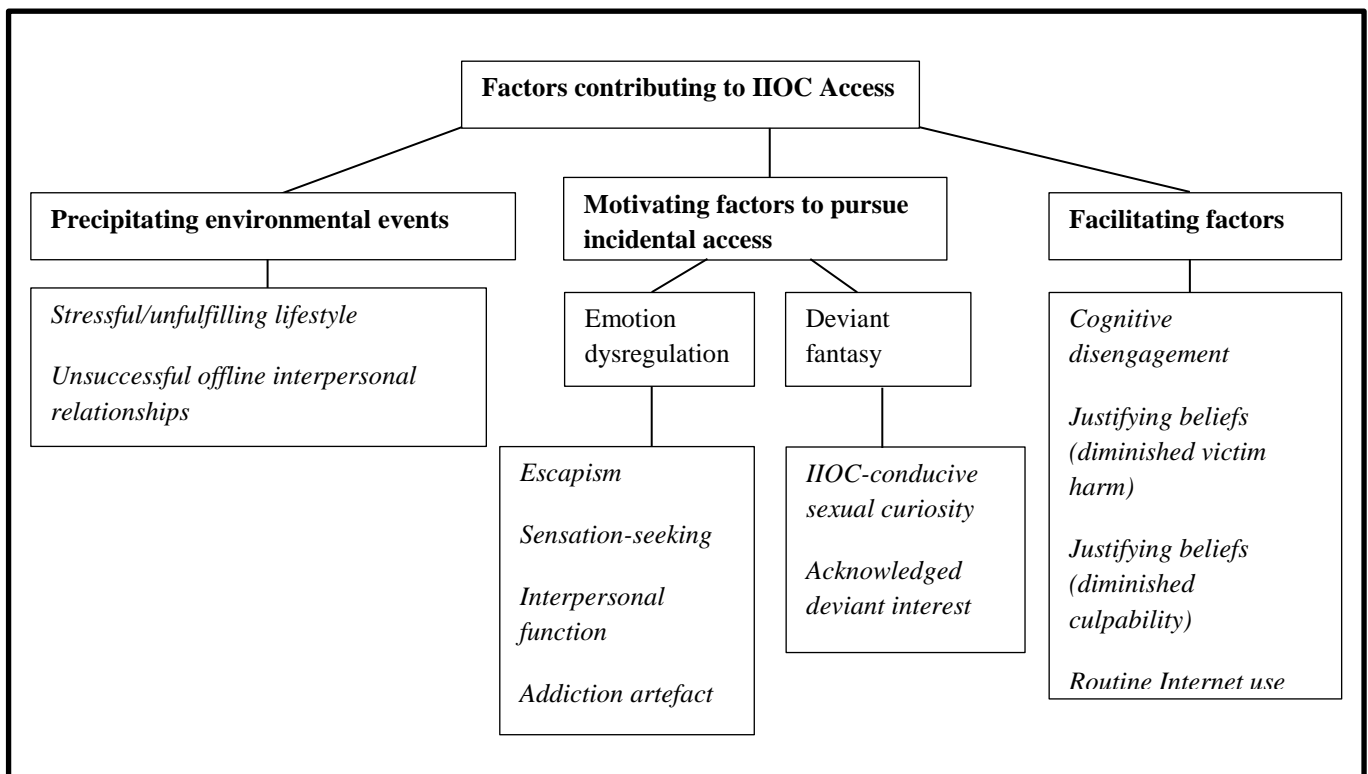 Factors contributing to IIOC Access
Precipitating environmental events
Stressful/unfulfilling lifestyle
Unsuccessful offline interpersonal
relationships
Motivating factors to pursue
incidental access
Emotion
dysregulation
Escapism
Sensation-seeking
Interpersonal
function
Addiction artefact
Deviant
fantasy
IIOC-conducive
sexual curiosity
Acknowledged
deviant interest
Facilitating factors
Cognitive
disengagement
Justifying beliefs
(diminished victim
harm)
Justifying beliefs
(diminished
culpability)
Routine Internet use